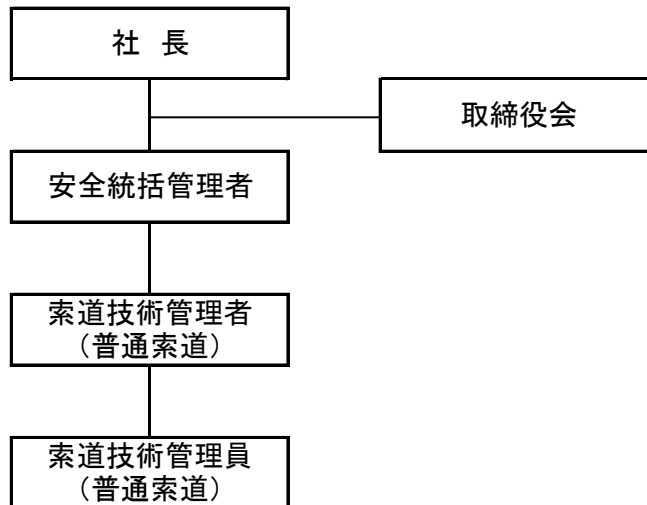 社 長
取締役会
安全統括管理者
索道技術管理者
（普通索道）
索道技術管理員
（普通索道）